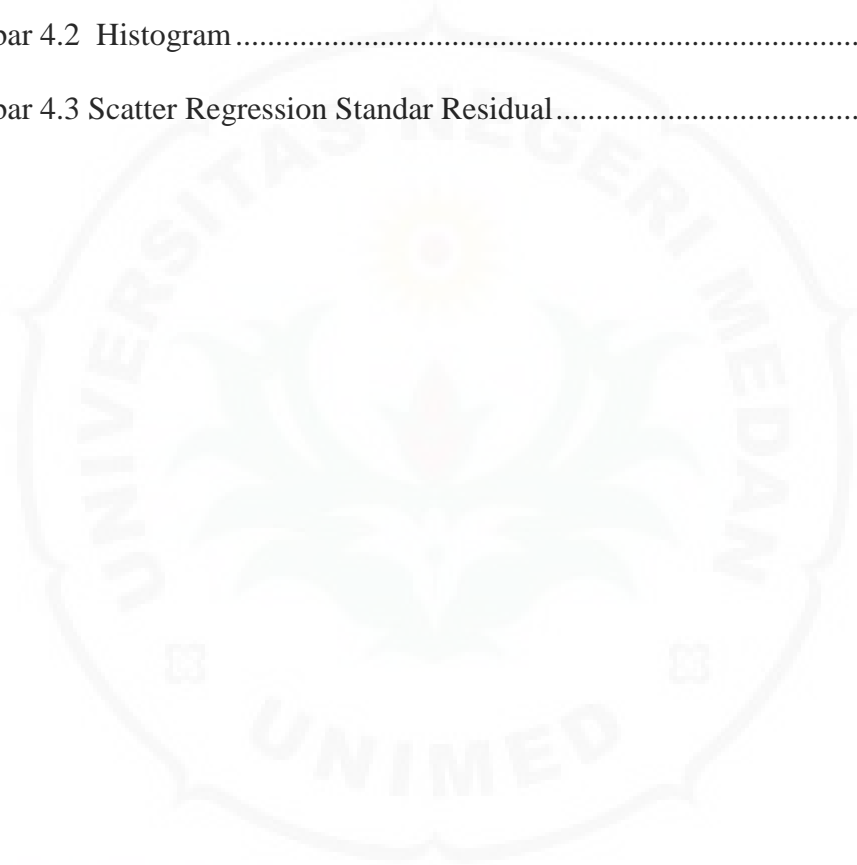 bar 4.2 Histogram................................................................................
bar 4.3 Scatter Regression Standar Residual.......................................
UNIVERSITAS NEGERI MEDAN
UNIMED